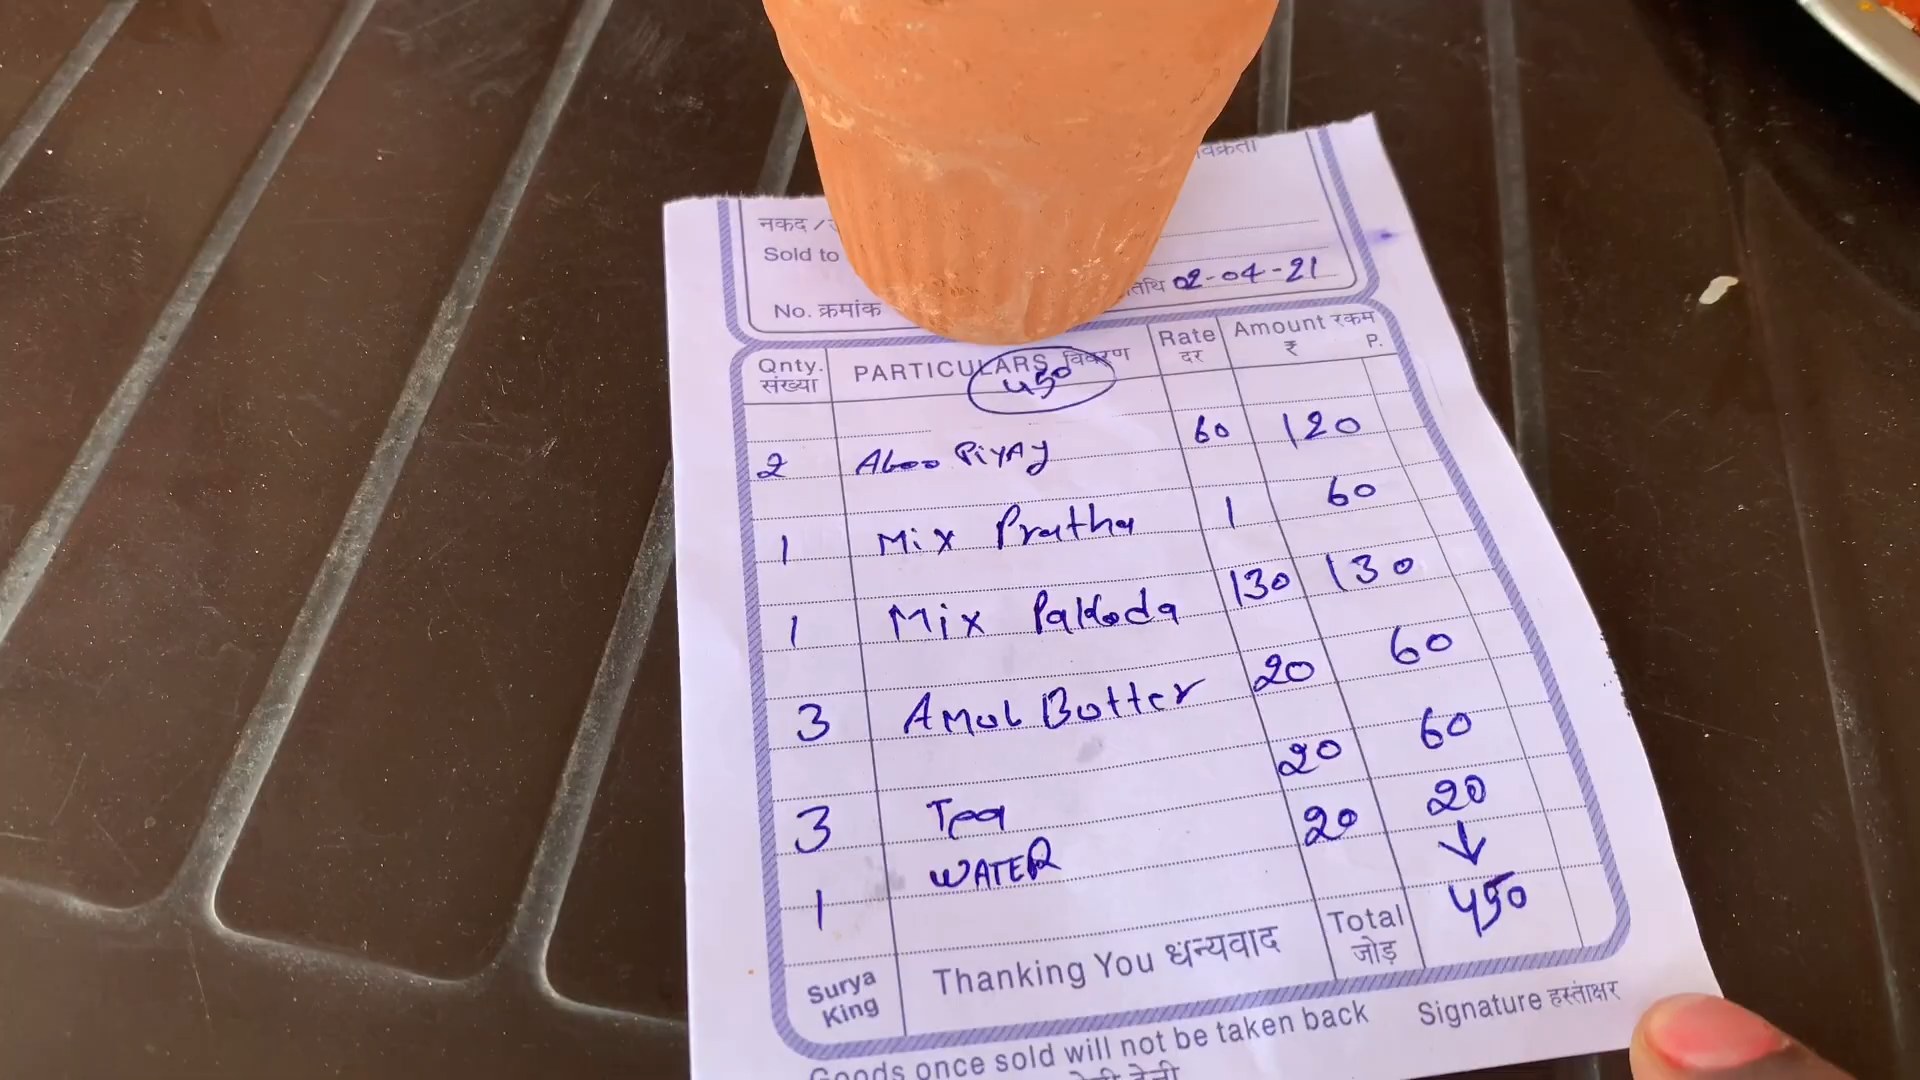 विक्रेता
नकद /
Sold to
No. क्रमांक
02-04-21
Qnty. संख्या PARTICULARS विवरण Rate दर Amount रकम ₹ P.
450
2 Aloo Piyaj 60 120
1 Mix Pratha 1 60
1 Mix Pakoda 130 130
3 Amul Butter 20 60
3 Tea 20 60
1 WATER 20 20
↓
Surya King Thanking You धन्यवाद Total जोड़ 450
Goods once sold will not be taken back Signature हस्ताक्षर